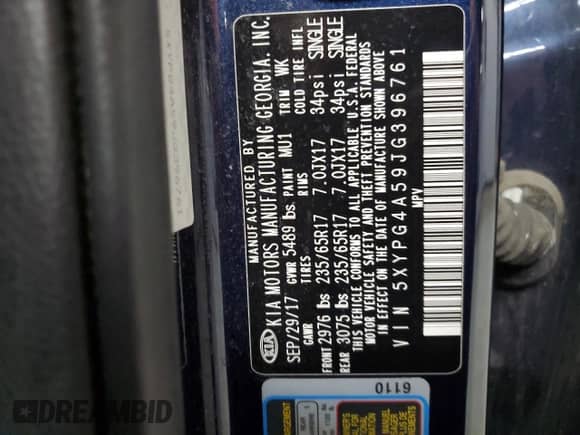 MANUFACTURED BY
KIA KIA MOTORS MANUFACTURING GEORGIA, INC.
SEP/29/17 GVWR 5489 lbs PAINT MU1 TRIM WK
GAWR TIRES RIMS COLD TIRE INFL
FRONT 2976 lbs 235/65R17 7.0JX17 34psi SINGLE
REAR 3075 lbs 235/65R17 7.0JX17 34psi SINGLE
THIS VEHICLE CONFORMS TO ALL APPLICABLE U.S.A. FEDERAL
MOTOR VEHICLE SAFETY AND THEFT PREVENTION STANDARDS
IN EFFECT ON THE DATE OF MANUFACTURE SHOWN ABOVE
VIN 5XYPG4A59JG396761
MPV
6110
DREAMBID